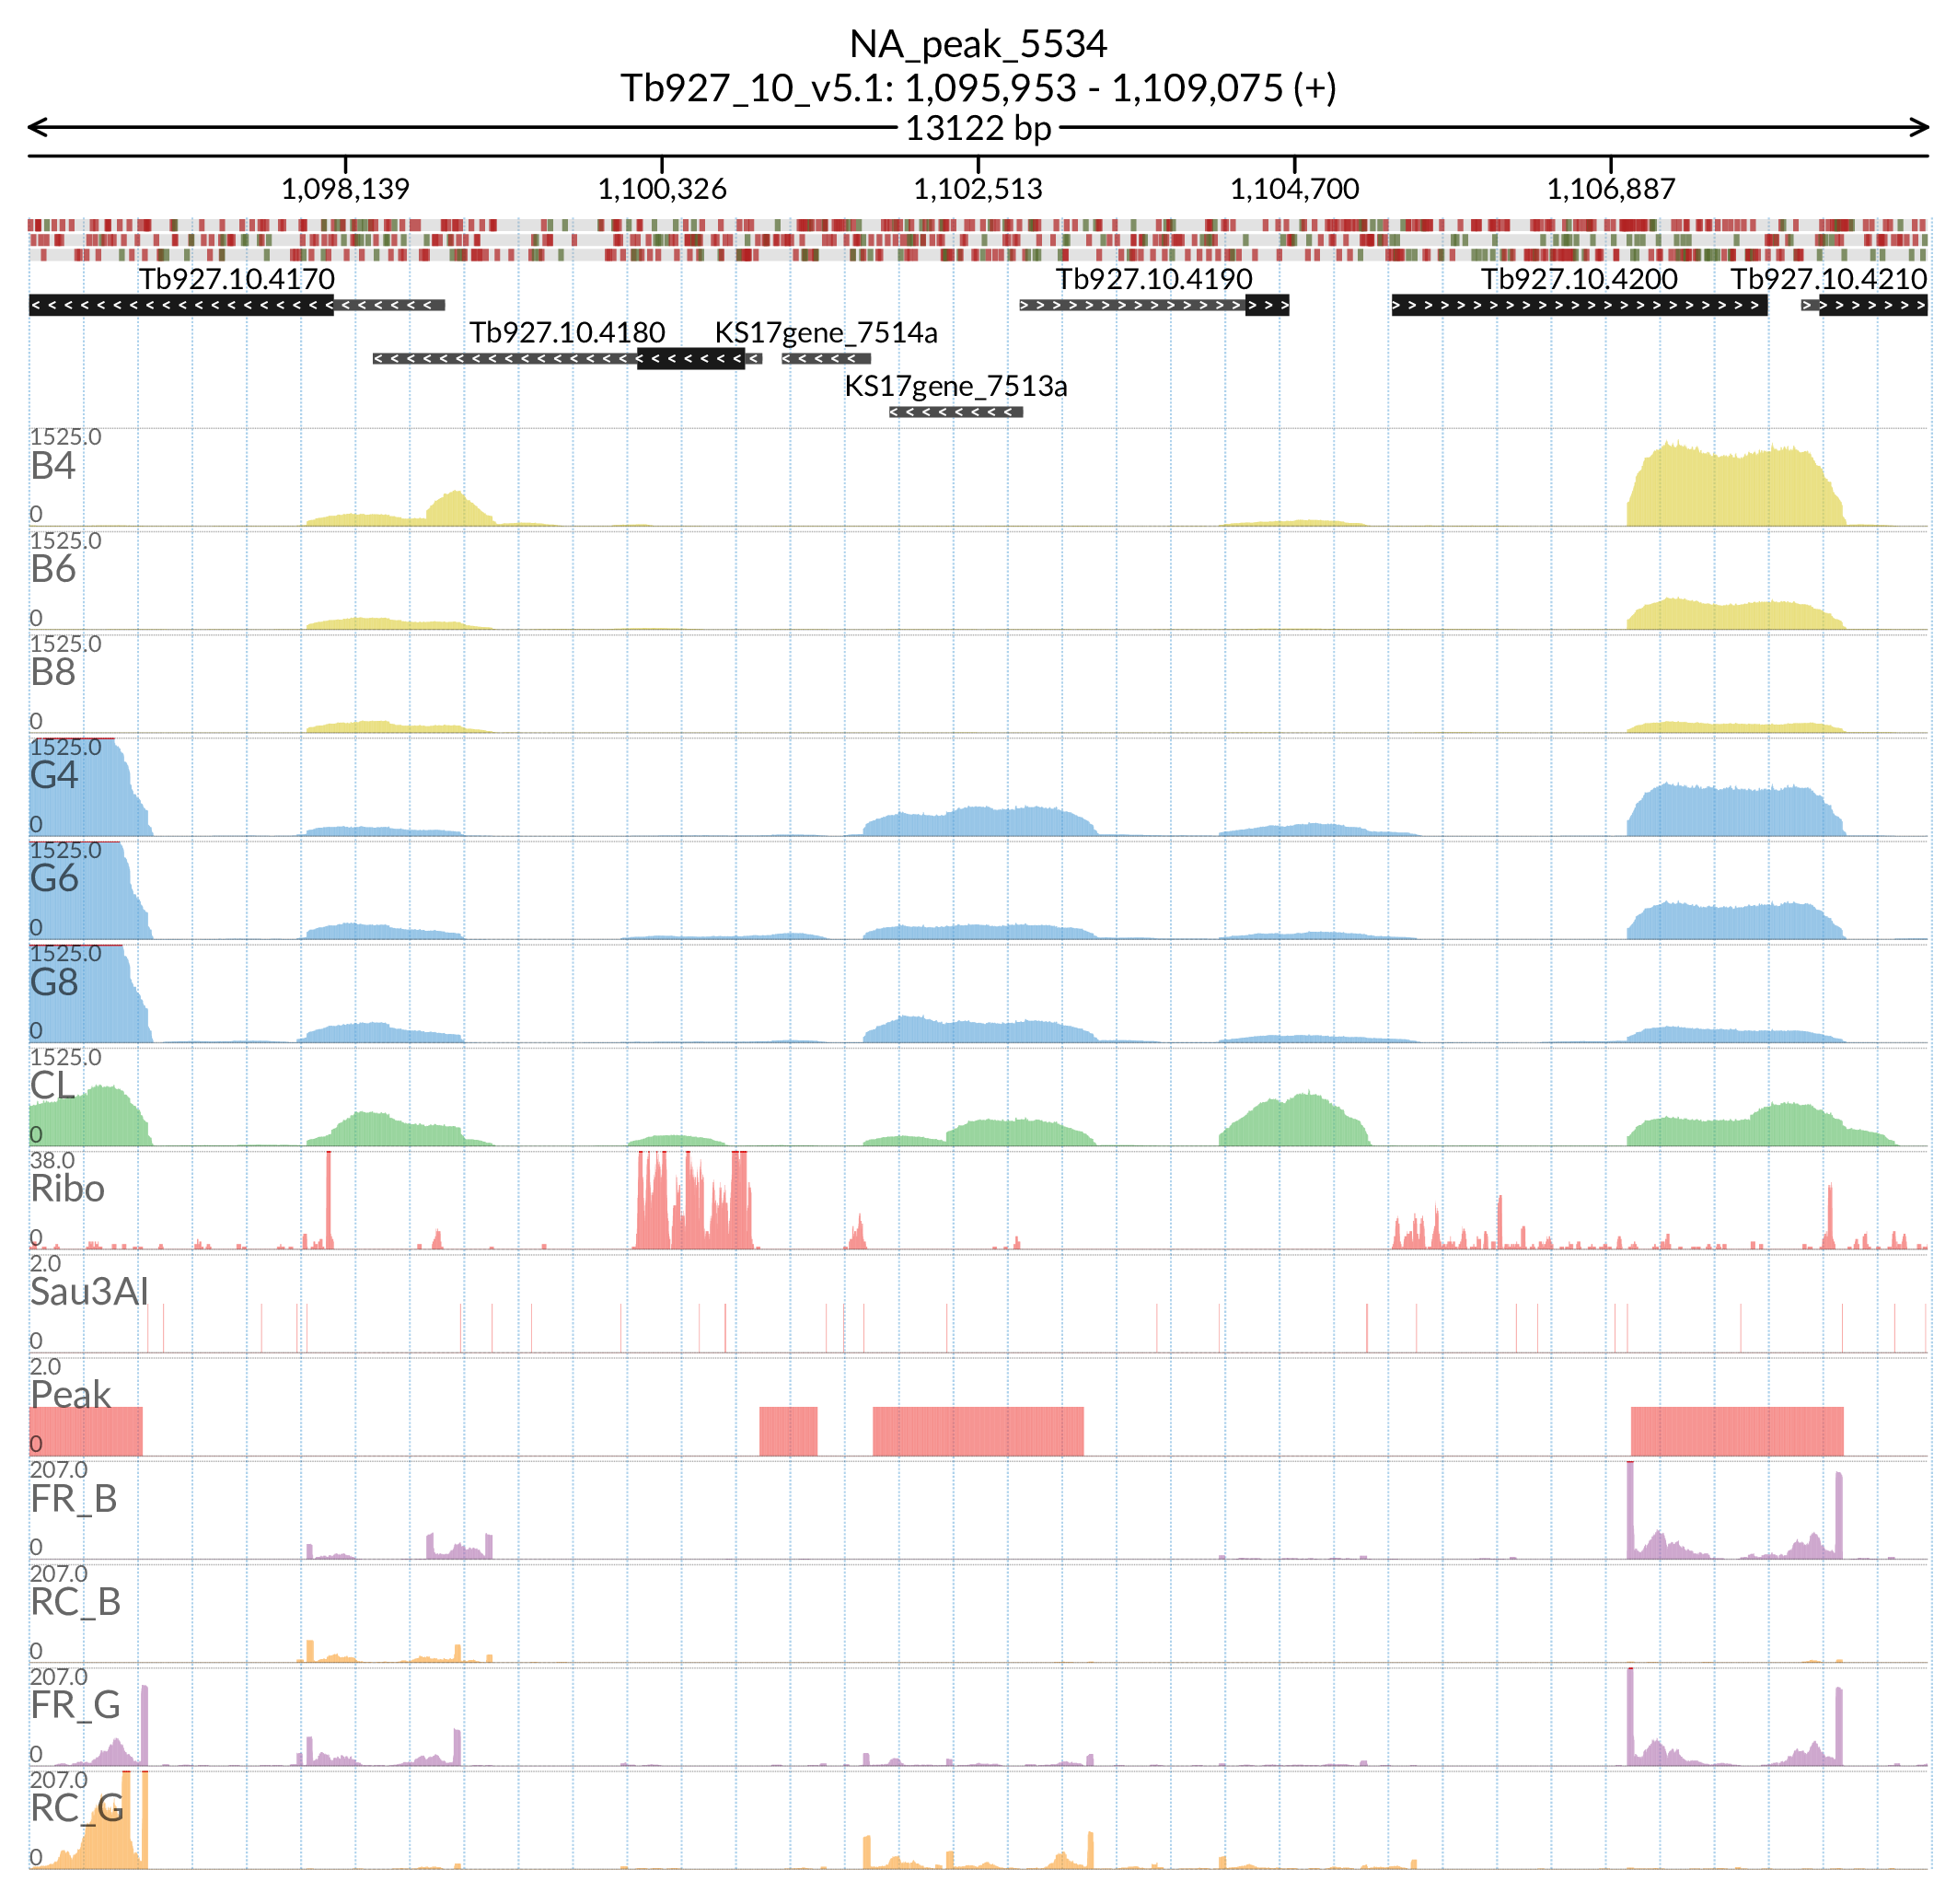 NA_peak_5534
Tb927_10_v5.1: 1,095,953 - 1,109,075 (+)
13122 bp
1,098,139 1,100,326 1,102,513 1,104,700 1,106,887
Tb927.10.4170 Tb927.10.4190 Tb927.10.4200 Tb927.10.4210
Tb927.10.4180 KS17gene_7514a
KS17gene_7513a
1525.0
B4
0
1525.0
B6
0
1525.0
B8
0
1525.0
G4
0
1525.0
G6
0
1525.0
G8
0
1525.0
CL
0
38.0
Ribo
0
2.0
Sau3AI
0
2.0
Peak
0
207.0
FR_B
0
207.0
RC_B
0
207.0
FR_G
0
207.0
RC_G
0